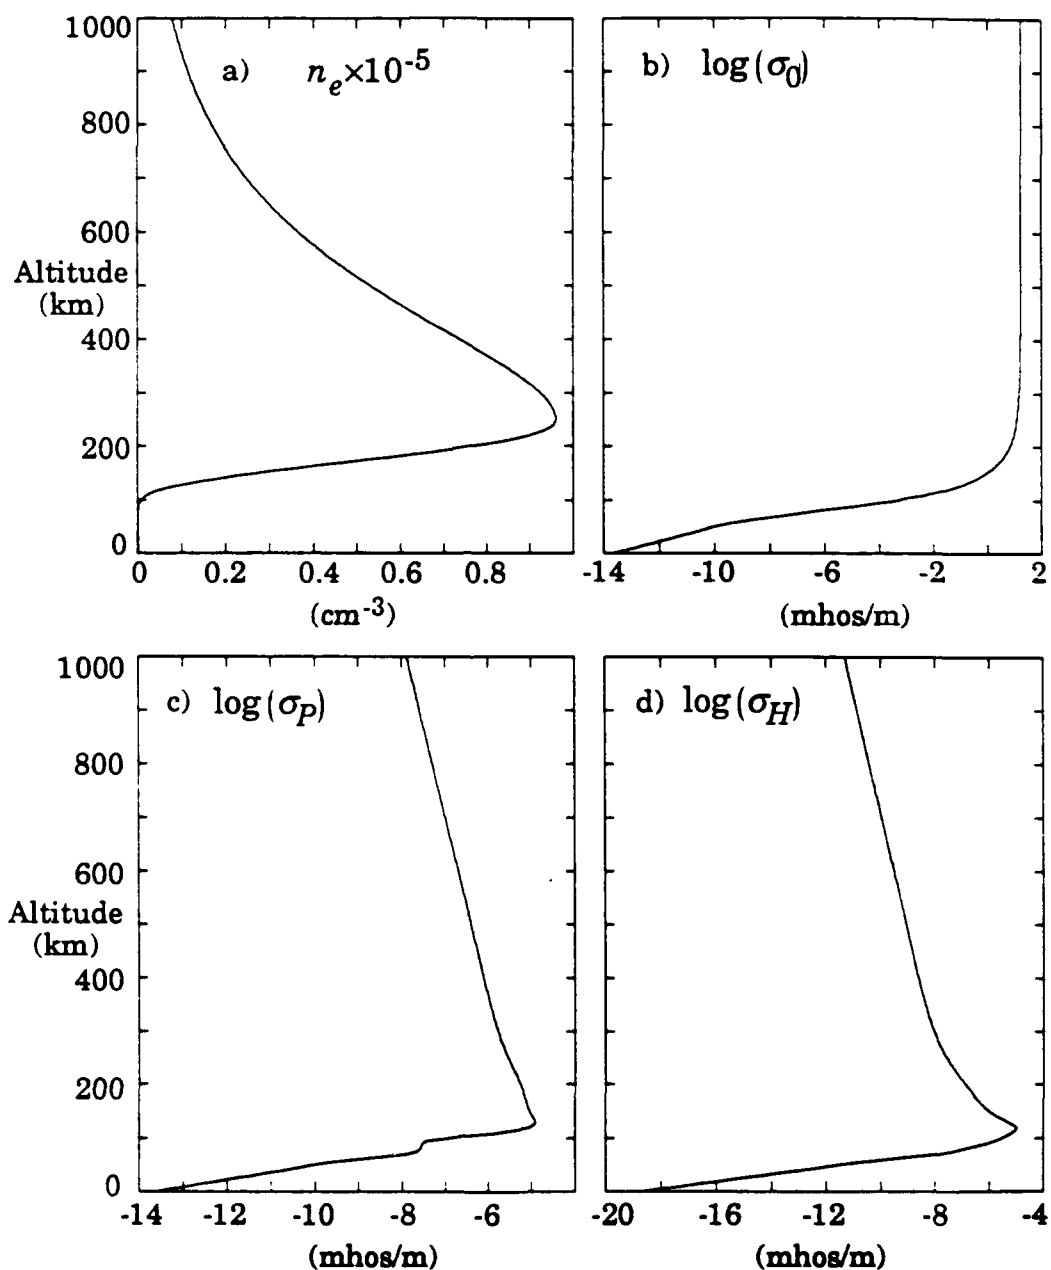 a) n_e×10^-5
1000
800
600
Altitude
(km)
400
200
0
0 0.2 0.4 0.6 0.8
(cm^-3)
b) log(σ_0)
-14 -10 -6 -2 2
(mhos/m)
c) log(σ_P)
1000
800
600
Altitude
(km)
400
200
0
-14 -12 -10 -8 -6
(mhos/m)
d) log(σ_H)
-20 -16 -12 -8 -4
(mhos/m)